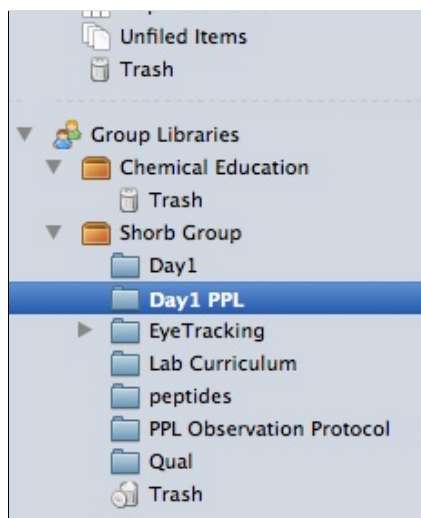 Unfiled Items
Trash
Group Libraries
Chemical Education
Trash
Shorb Group
Day1
Day1 PPL
EyeTracking
Lab Curriculum
peptides
PPL Observation Protocol
Qual
Trash